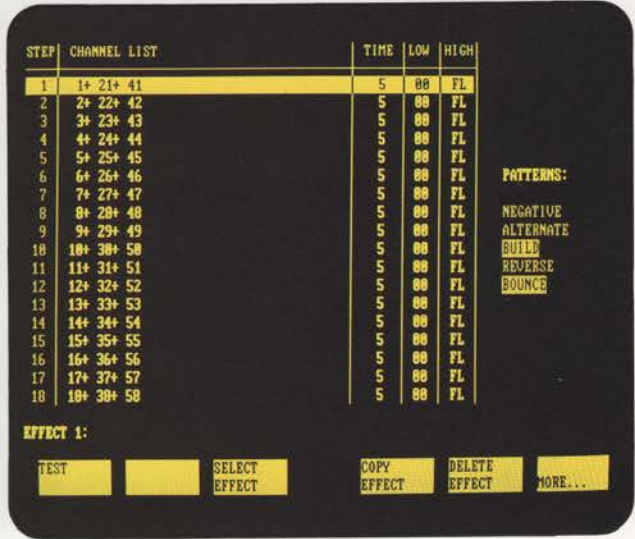 STEP CHANNEL LIST TIME LOW HIGH
1 1+ 21+ 41 5 00 FL
2 2+ 22+ 42 5 00 FL
3 3+ 23+ 43 5 00 FL
4 4+ 24+ 44 5 00 FL
5 5+ 25+ 45 5 00 FL
6 6+ 26+ 46 5 00 FL
7 7+ 27+ 47 5 00 FL
8 8+ 28+ 48 5 00 FL
9 9+ 29+ 49 5 00 FL
10 10+ 30+ 50 5 00 FL
11 11+ 31+ 51 5 00 FL
12 12+ 32+ 52 5 00 FL
13 13+ 33+ 53 5 00 FL
14 14+ 34+ 54 5 00 FL
15 15+ 35+ 55 5 00 FL
16 16+ 36+ 56 5 00 FL
17 17+ 37+ 57 5 00 FL
18 18+ 38+ 58 5 00 FL
PATTERNS:
NEGATIVE
ALTERNATE
BUILD
REVERSE
BOUNCE
EFFECT 1:
TEST
SELECT
EFFECT
COPY
EFFECT
DELETE
EFFECT
MORE...